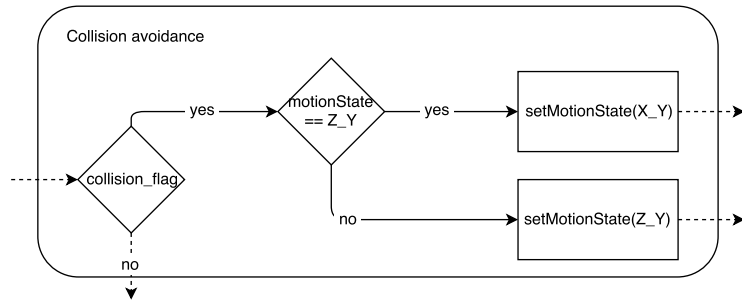 Collision avoidance
yes
motionState
== Z_Y
yes
setMotionState(X_Y)
collision_flag
no
setMotionState(Z_Y)
no